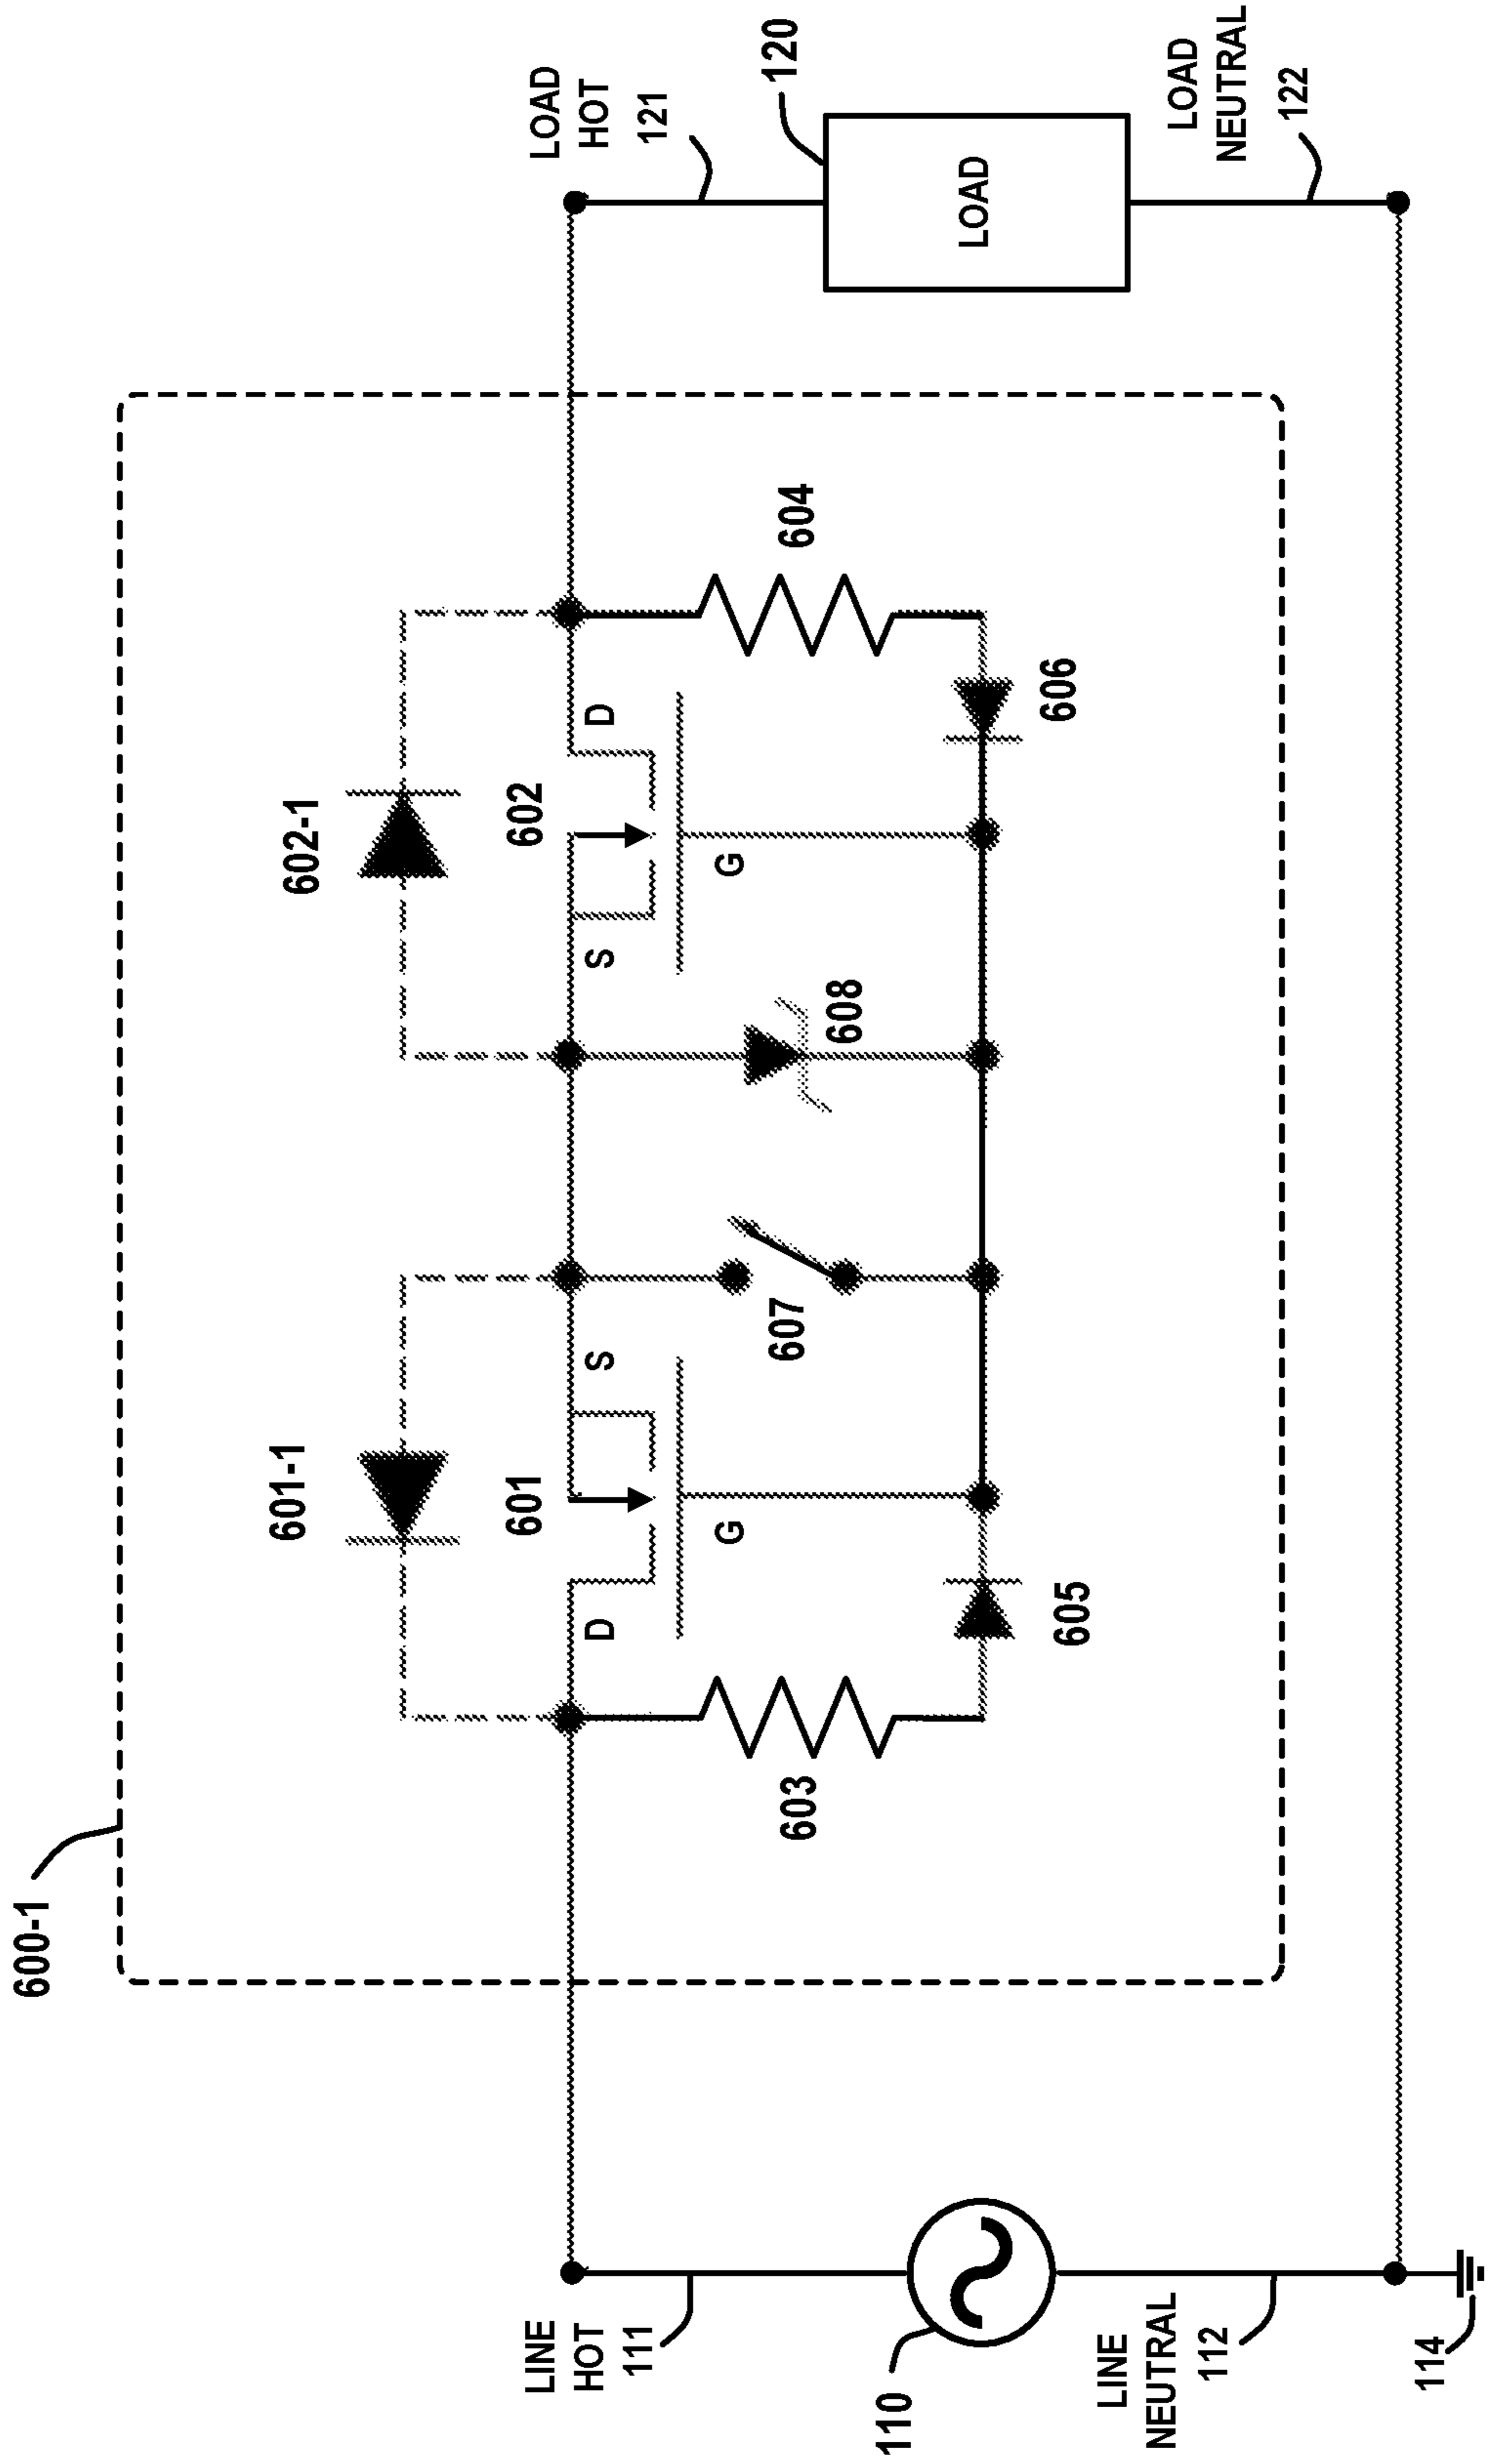 600-1
601-1
602-1
LINE
HOT
111
D
601
S
S
602
D
LOAD
HOT
121
G
G
603
607
608
604
120
LOAD
110
605
606
LINE
NEUTRAL
112
LOAD
NEUTRAL
122
114